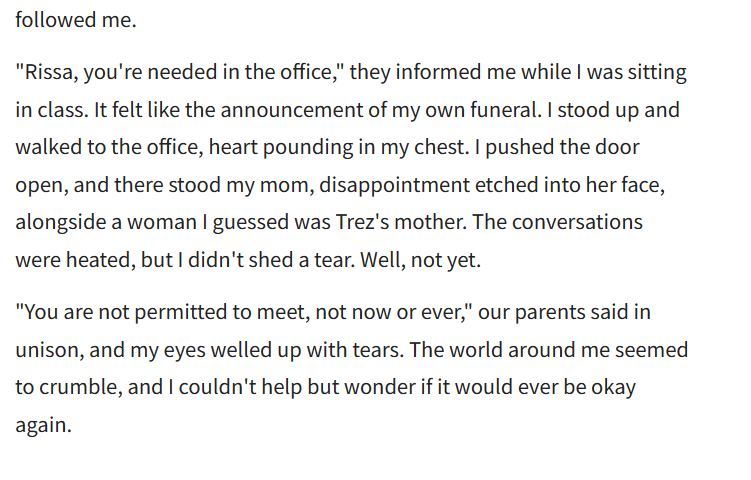 followed me.
"Rissa, you're needed in the office," they informed me while I was sitting
in class. It felt like the announcement of my own funeral. I stood up and
walked to the office, heart pounding in my chest. I pushed the door
open, and there stood my mom, disappointment etched into her face,
alongside a woman I guessed was Trez's mother. The conversations
were heated, but I didn't shed a tear. Well, not yet.
"You are not permitted to meet, not now or ever," our parents said in
unison, and my eyes welled up with tears. The world around me seemed
to crumble, and I couldn't help but wonder if it would ever be okay
again.